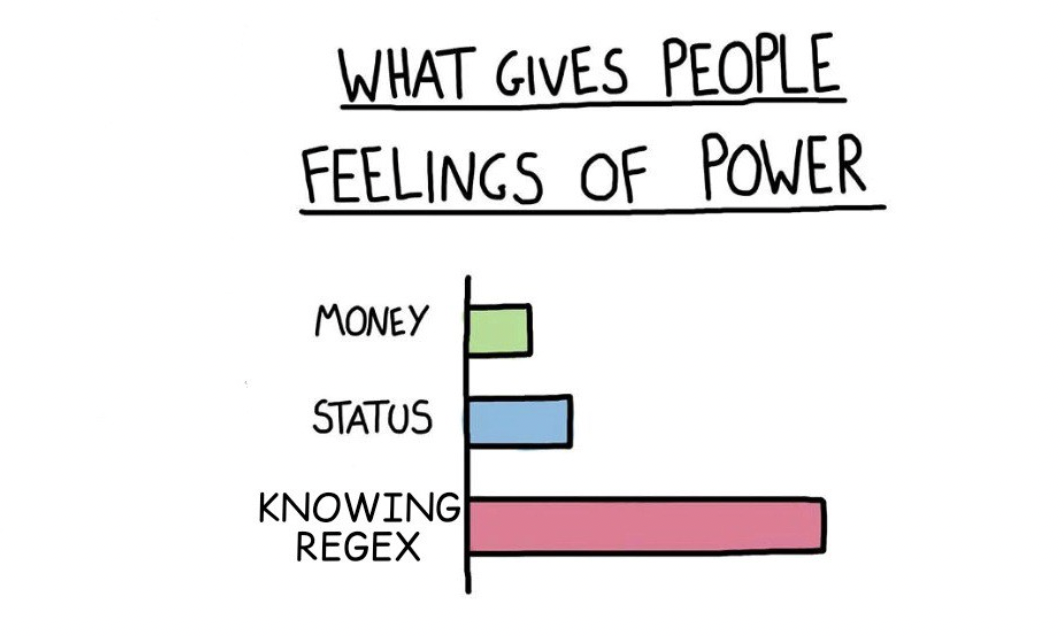 WHAT GIVES PEOPLE
FEELINGS OF POWER
MONEY
STATUS
KNOWING
REGEX